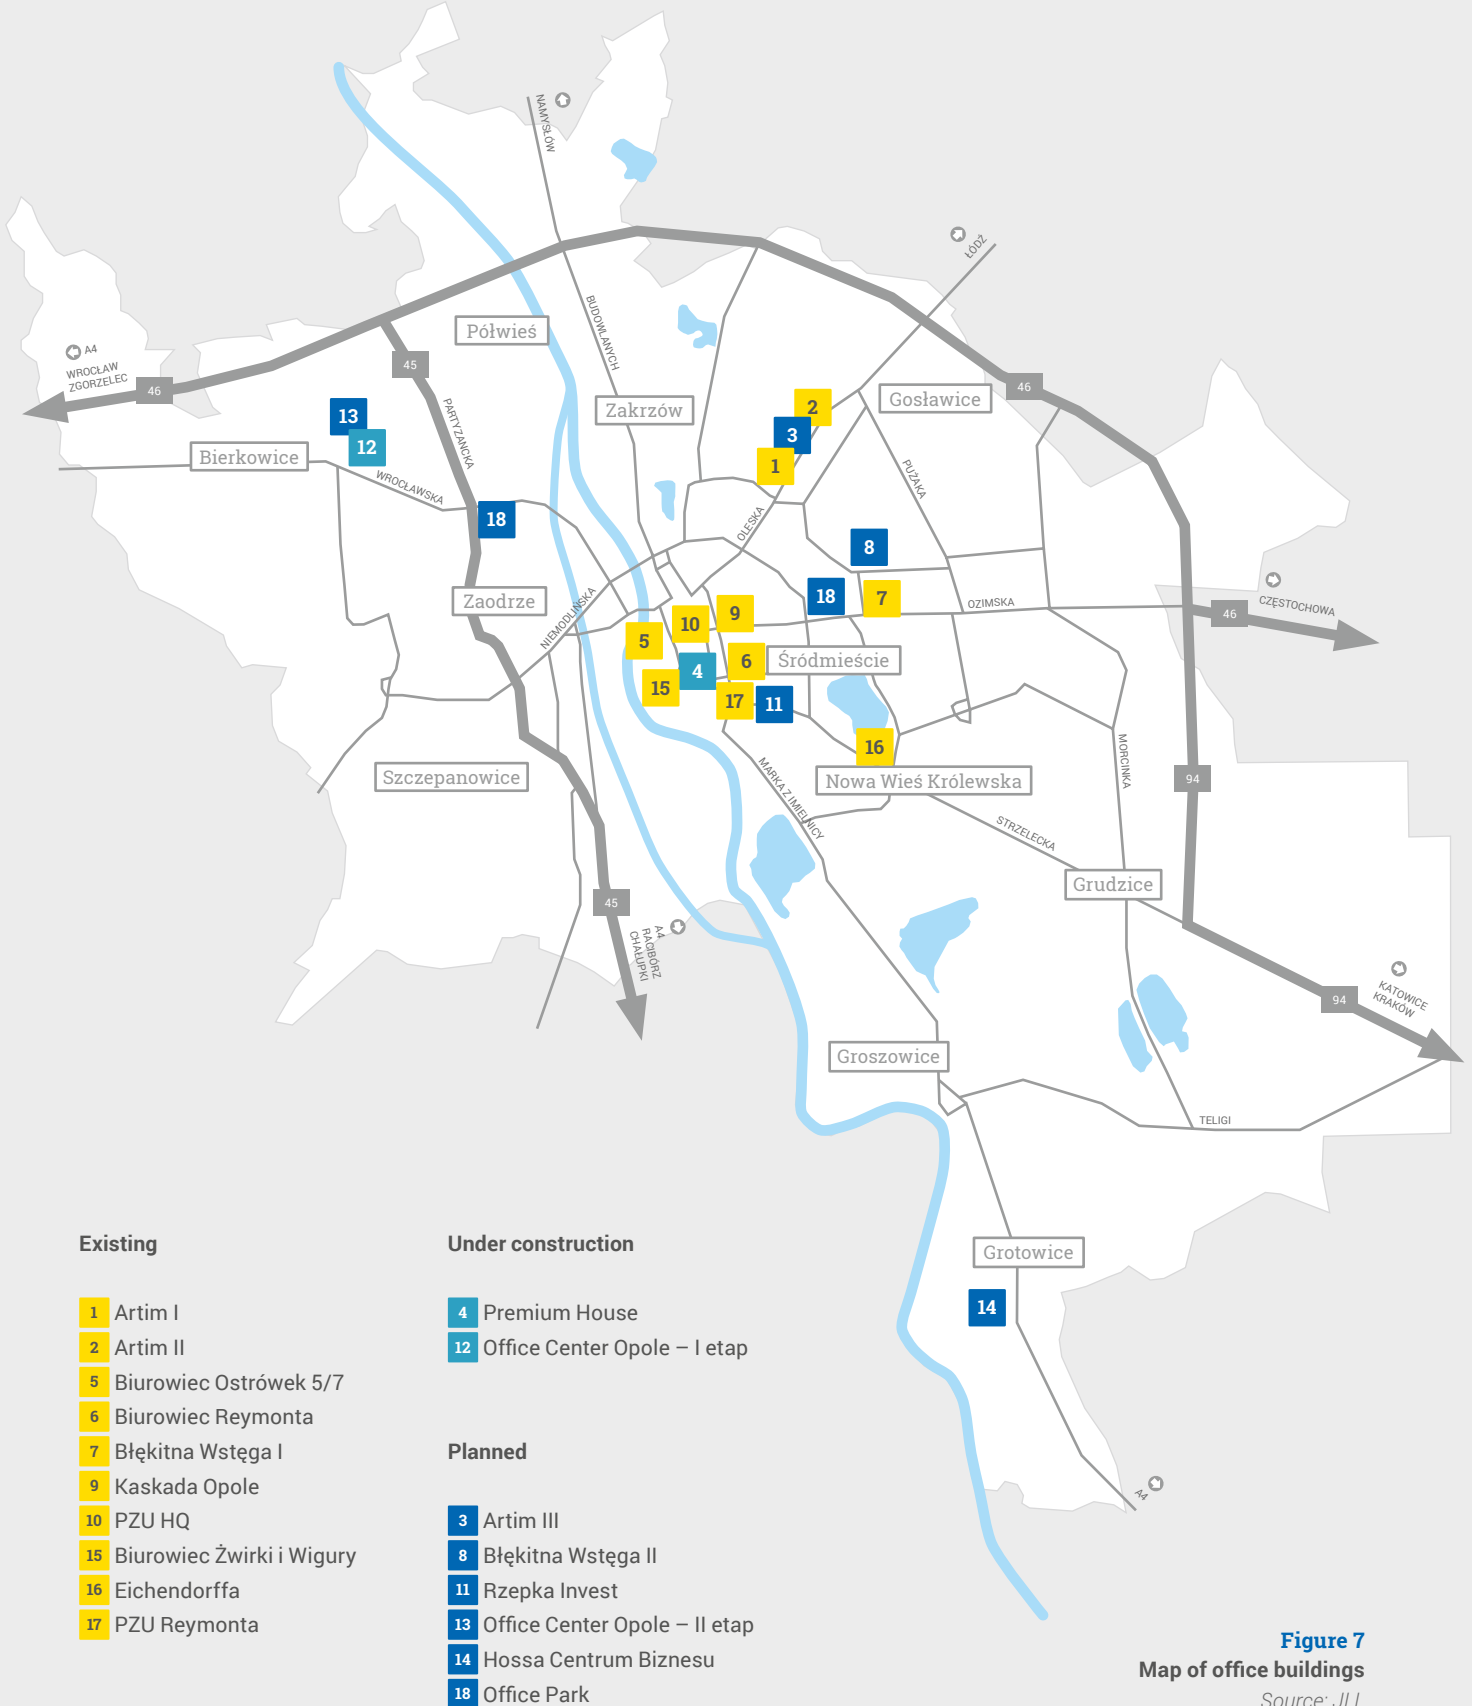 NAMYSŁÓW
ŁÓDŹ
BUDOWLANYCH
Półwieś
A4
WROCŁAW
ZGORZELEC
46
45
46
PARTYZANCKA
Zakrzów
Gosławice
13
12
2
3
1
Bierkowice
WROCŁAWSKA
PUŻAKA
18
OLESKA
8
CZĘSTOCHOWA
46
Zaodrze
NIEMODLIŃSKA
18
7
OZIMSKA
9
10
5
6
Śródmieście
4
15
17
11
16
MORCINKA
Szczepanowice
MARKA Z IMIELNICY
Nowa Wieś Królewska
94
STRZELECKA
Grudzice
45
A4
RACIBÓRZ
CHAŁUPKI
KATOWICE
KRAKÓW
94
Groszowice
TELIGI
Grotowice
14
A4
Existing
1 Artim I
2 Artim II
5 Biurowiec Ostrówek 5/7
6 Biurowiec Reymonta
7 Błękitna Wstęga I
9 Kaskada Opole
10 PZU HQ
15 Biurowiec Żwirki i Wigury
16 Eichendorffa
17 PZU Reymonta
Under construction
4 Premium House
12 Office Center Opole – I etap
Planned
3 Artim III
8 Błękitna Wstęga II
11 Rzepka Invest
13 Office Center Opole – II etap
14 Hossa Centrum Biznesu
18 Office Park
Figure 7
Map of office buildings
Source: JLL